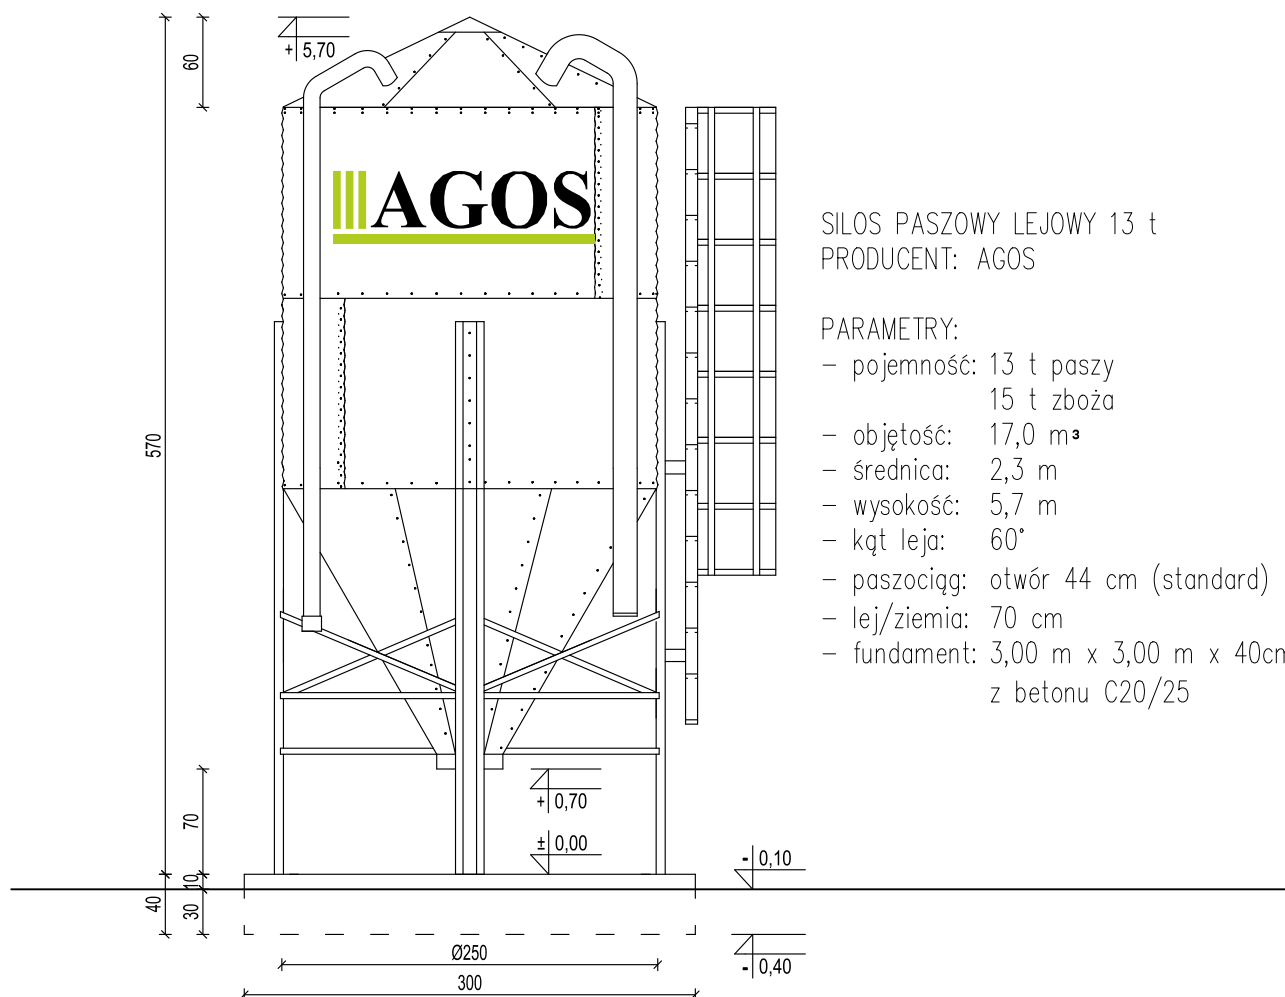 60
+ 5,70
AGOS
SILOS PASZOWY LEJOWY 13 t
PRODUCENT: AGOS
PARAMETRY:
– pojemność: 13 t paszy
15 t zboża
– objętość: 17,0 m³
– średnica: 2,3 m
– wysokość: 5,7 m
– kąt leja: 60°
– paszociąg: otwór 44 cm (standard)
– lej/ziemia: 70 cm
– fundament: 3,00 m x 3,00 m x 40cm
z betonu C20/25
570
+ 0,70
70
± 0,00
- 0,10
10
40
30
Ø250
- 0,40
300